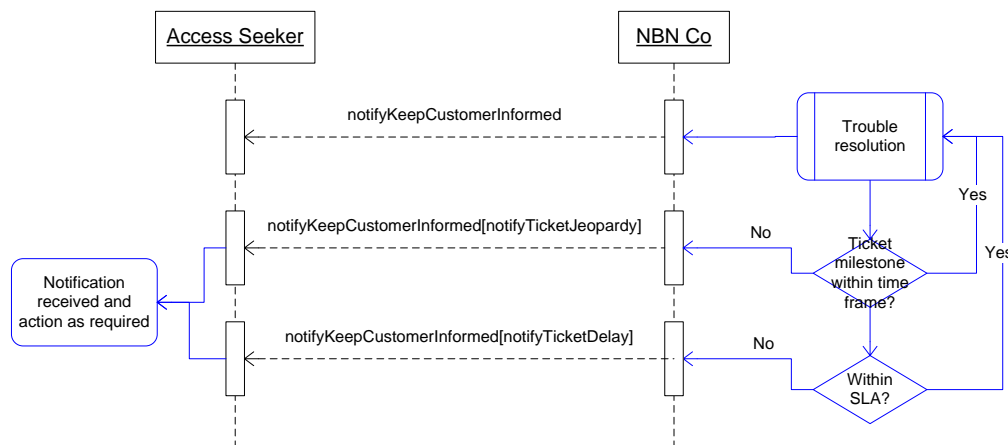 Access Seeker
NBN Co
notifyKeepCustomerInformed
Trouble
resolution
Yes
notifyKeepCustomerInformed[notifyTicketJeopardy]
No
Ticket
milestone
within time
frame?
Yes
Notification
received and
action as required
notifyKeepCustomerInformed[notifyTicketDelay]
No
Within
SLA?